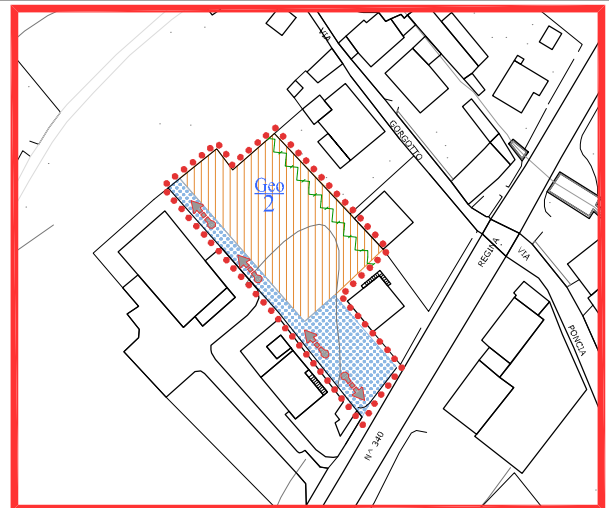 VIA
GORGOTTO
Geo
2
REGINA
VIA
PONCIA
N^ 340